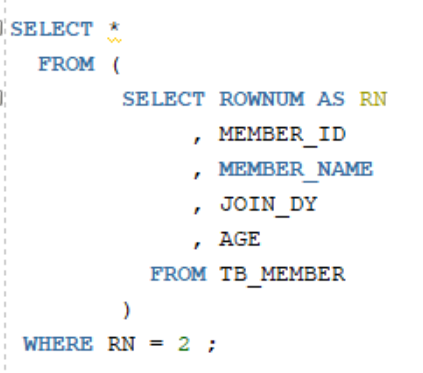 SELECT *
FROM (
SELECT ROWNUM AS RN
, MEMBER_ID
, MEMBER_NAME
, JOIN_DY
, AGE
FROM TB_MEMBER
)
WHERE RN = 2 ;